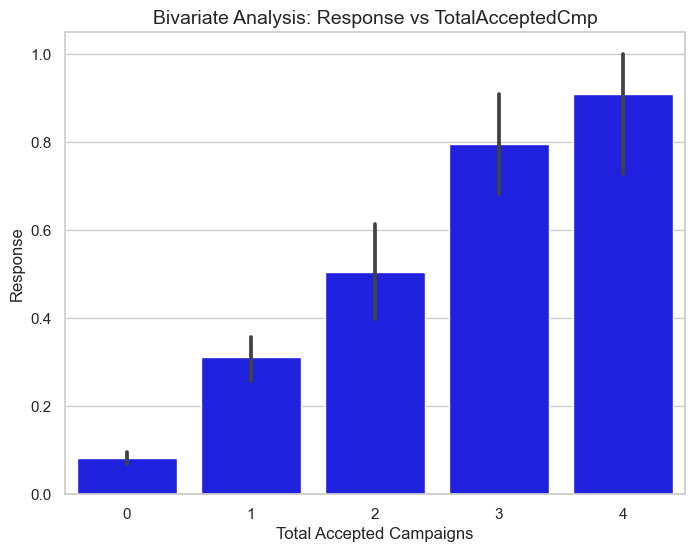 Bivariate Analysis: Response vs TotalAcceptedCmp
1.0
0.8
0.6
0.4
0.2
0.0
Response
0 1 2 3 4
Total Accepted Campaigns